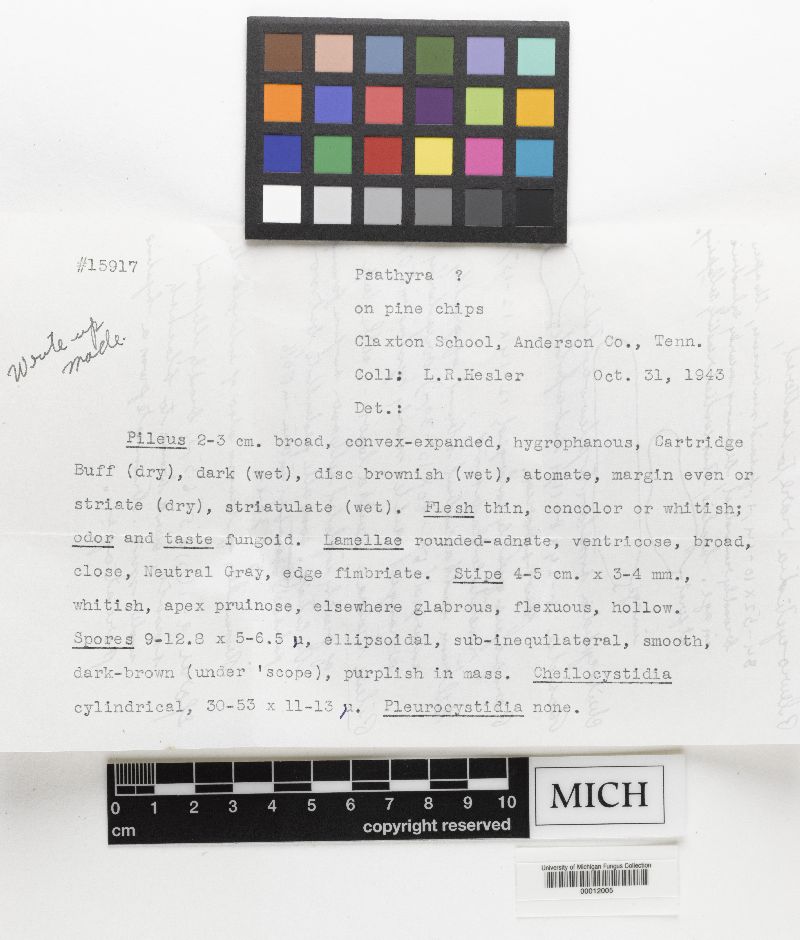 #15917
Psathyra ?
on pine chips
Claxton School, Anderson Co., Tenn.
Coll: L.R.Hesler Oct. 31, 1943
Det.:
Write-up
made.
Pileus 2-3 cm. broad, convex-expanded, hygrophanous, Cartridge
Buff (dry), dark (wet), disc brownish (wet), atomate, margin even or
striate (dry), striatulate (wet). Flesh thin, concolor or whitish;
odor and taste fungoid. Lamellae rounded-adnate, ventricose, broad,
close, Neutral Gray, edge fimbriate. Stipe 4-5 cm. x 3-4 mm.,
whitish, apex pruinose, elsewhere glabrous, flexuous, hollow.
Spores 9-12.8 x 5-6.5 µ, ellipsoidal, sub-inequilateral, smooth,
dark-brown (under 'scope), purplish in mass. Cheilocystidia
cylindrical, 30-53 x 11-13 µ. Pleurocystidia none.
0 1 2 3 4 5 6 7 8 9 10
cm copyright reserved
MICH
University of Michigan Fungus Collection
00012005